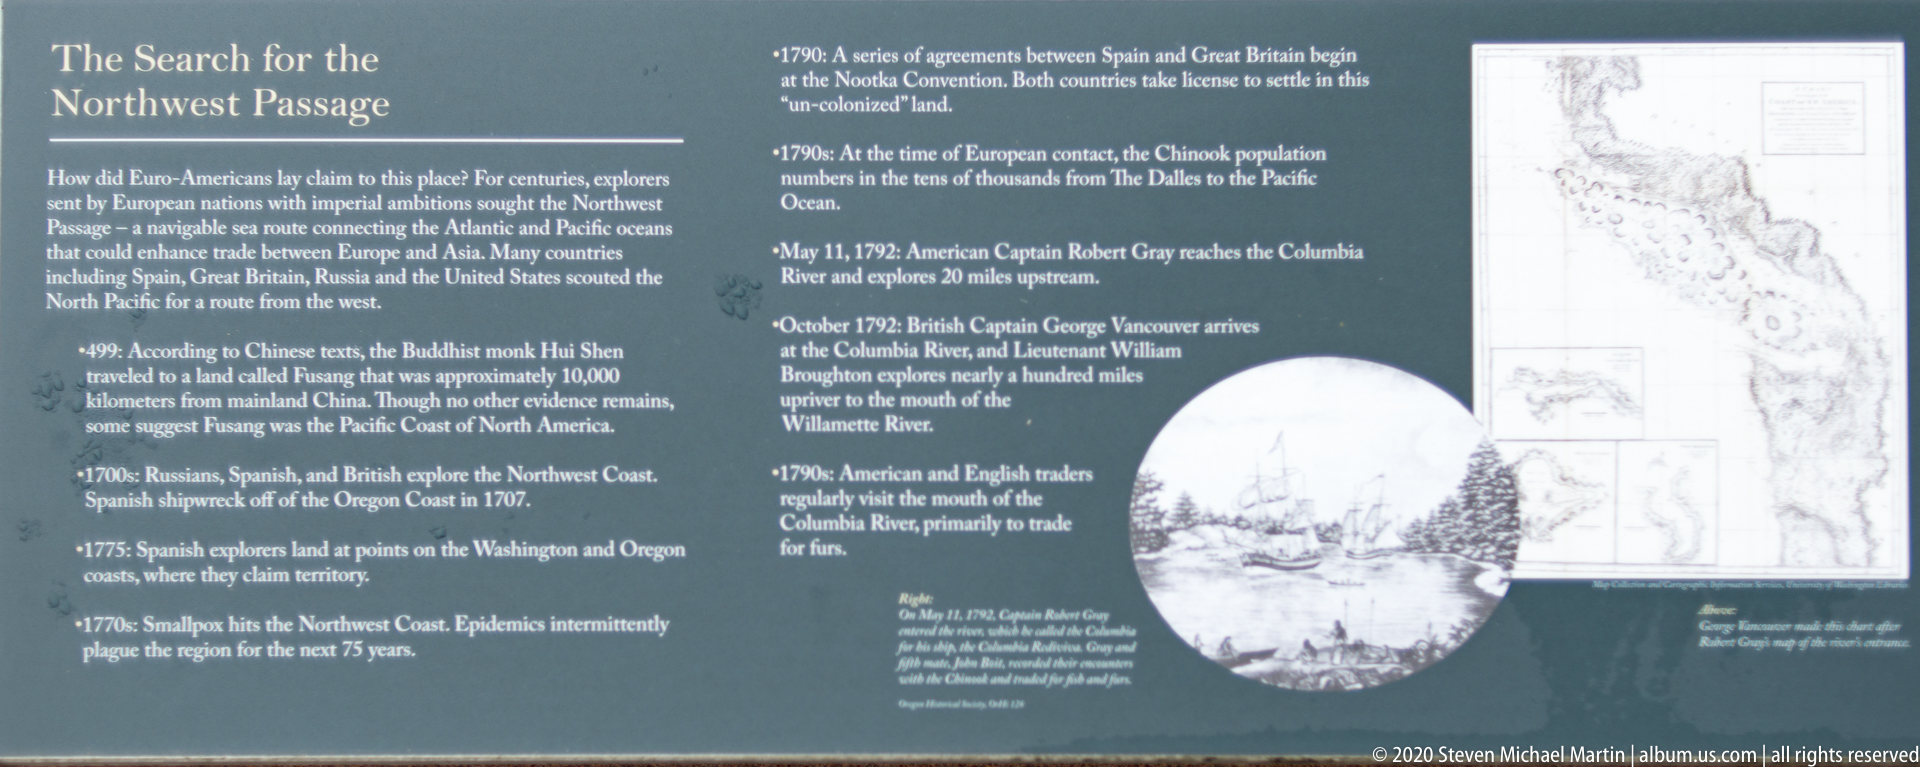 The Search for the
Northwest Passage
How did Euro-Americans lay claim to this place? For centuries, explorers
sent by European nations with imperial ambitions sought the Northwest
Passage – a navigable sea route connecting the Atlantic and Pacific oceans
that could enhance trade between Europe and Asia. Many countries
including Spain, Great Britain, Russia and the United States scouted the
North Pacific for a route from the west.
•499: According to Chinese texts, the Buddhist monk Hui Shen
traveled to a land called Fusang that was approximately 10,000
kilometers from mainland China. Though no other evidence remains,
some suggest Fusang was the Pacific Coast of North America.
•1700s: Russians, Spanish, and British explore the Northwest Coast.
Spanish shipwreck off of the Oregon Coast in 1707.
•1775: Spanish explorers land at points on the Washington and Oregon
coasts, where they claim territory.
•1770s: Smallpox hits the Northwest Coast. Epidemics intermittently
plague the region for the next 75 years.
•1790: A series of agreements between Spain and Great Britain begin
at the Nootka Convention. Both countries take license to settle in this
“un-colonized” land.
•1790s: At the time of European contact, the Chinook population
numbers in the tens of thousands from The Dalles to the Pacific
Ocean.
•May 11, 1792: American Captain Robert Gray reaches the Columbia
River and explores 20 miles upstream.
•October 1792: British Captain George Vancouver arrives
at the Columbia River, and Lieutenant William
Broughton explores nearly a hundred miles
upriver to the mouth of the
Willamette River.
•1790s: American and English traders
regularly visit the mouth of the
Columbia River, primarily to trade
for furs.
Right:
On May 11, 1792, Captain Robert Gray
entered the river, which he called the Columbia
for his ship, the Columbia Rediviva. Gray and
fifth mate, John Boit, recorded their encounters
with the Chinook and traded for fish and furs.
Oregon Historical Society, OrHi 126
Map Collection and Cartographic Information Services, University of Washington Libraries
Above:
George Vancouver made this chart after
Robert Gray's map of the river's entrance.
© 2020 Steven Michael Martin | album.us.com | all rights reserved